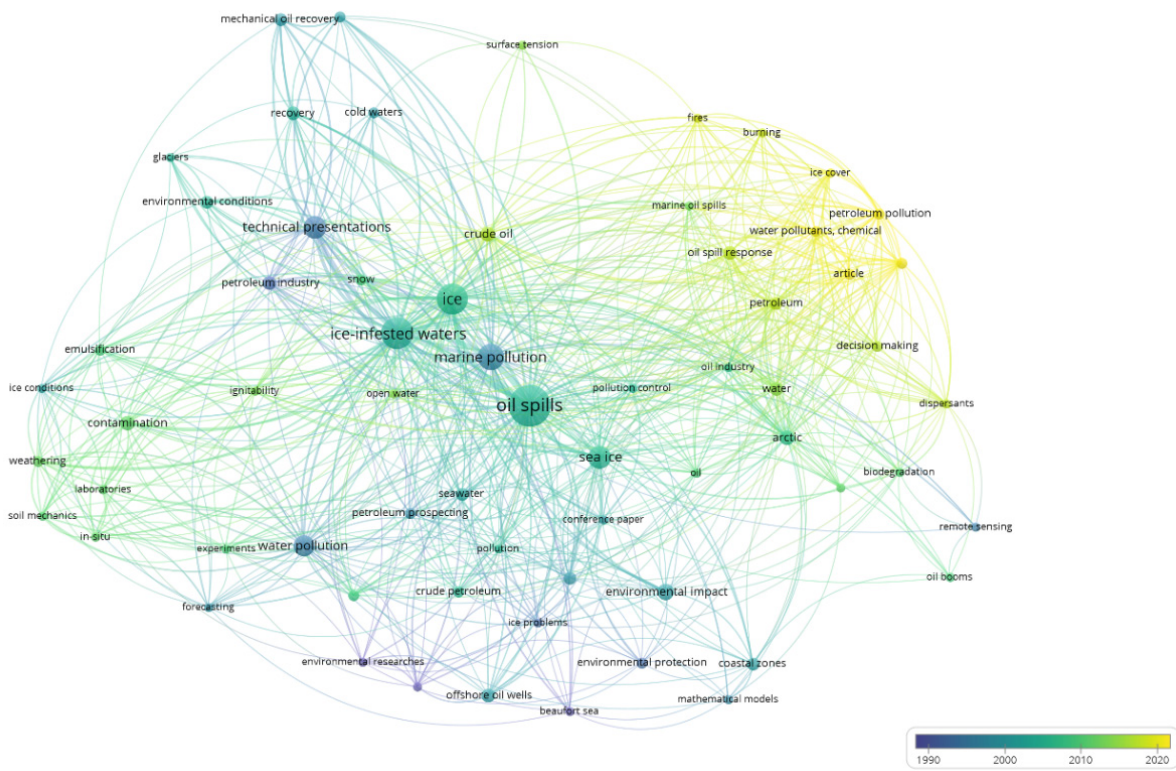 mechanical oil recovery
surface tension
recovery
cold waters
fires
burning
glaciers
ice cover
environmental conditions
marine oil spills
petroleum pollution
technical presentations
crude oil
water pollutants, chemical
oil spill response
article
petroleum industry
snow
ice
petroleum
ice-infested waters
decision making
emulsification
marine pollution
oil industry
ice conditions
ignitability
open water
pollution control
water
oil spills
dispersants
contamination
arctic
sea ice
weathering
oil
biodegradation
laboratories
seawater
soil mechanics
petroleum prospecting
conference paper
remote sensing
in-situ
experiments
water pollution
pollution
oil booms
crude petroleum
environmental impact
forecasting
ice problems
environmental researches
environmental protection
coastal zones
offshore oil wells
mathematical models
beaufort sea
1990
2000
2010
2020